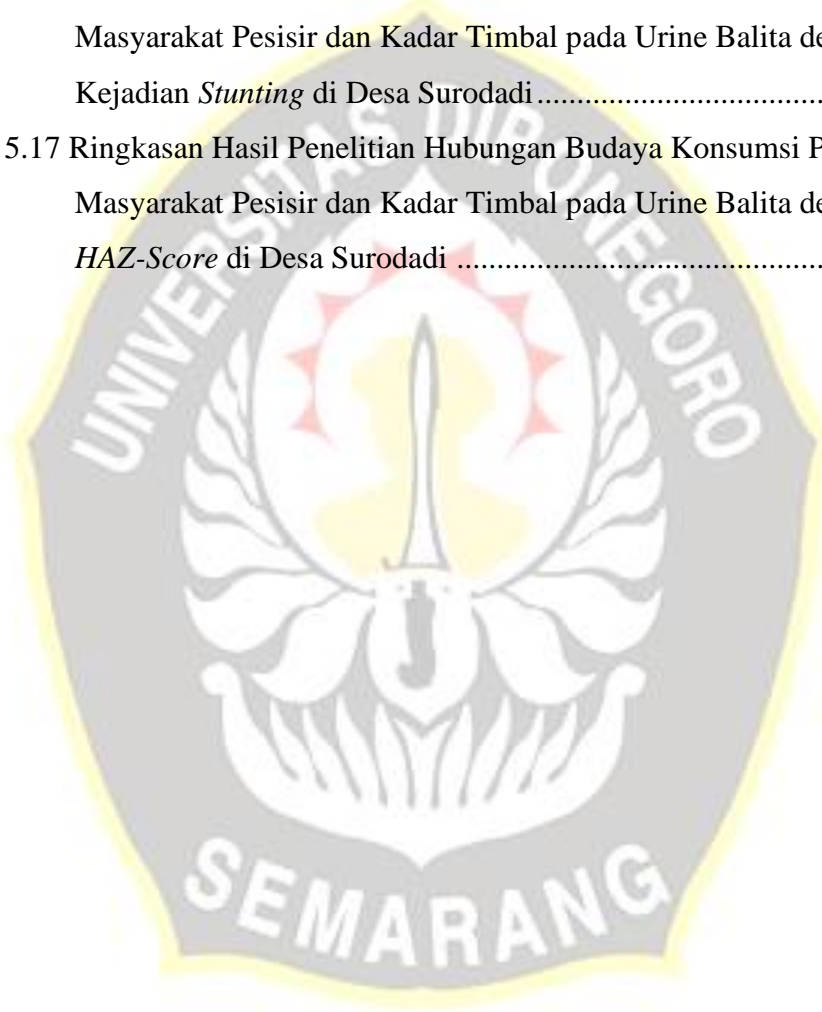 Masyarakat Pesisir dan Kadar Timbal pada Urine Balita de
Kejadian Stunting di Desa Surodadi....................................
5.17 Ringkasan Hasil Penelitian Hubungan Budaya Konsumsi P
Masyarakat Pesisir dan Kadar Timbal pada Urine Balita de
HAZ-Score di Desa Surodadi ..............................................
UNIVERSITAS DIPONEGORO
SEMARANG